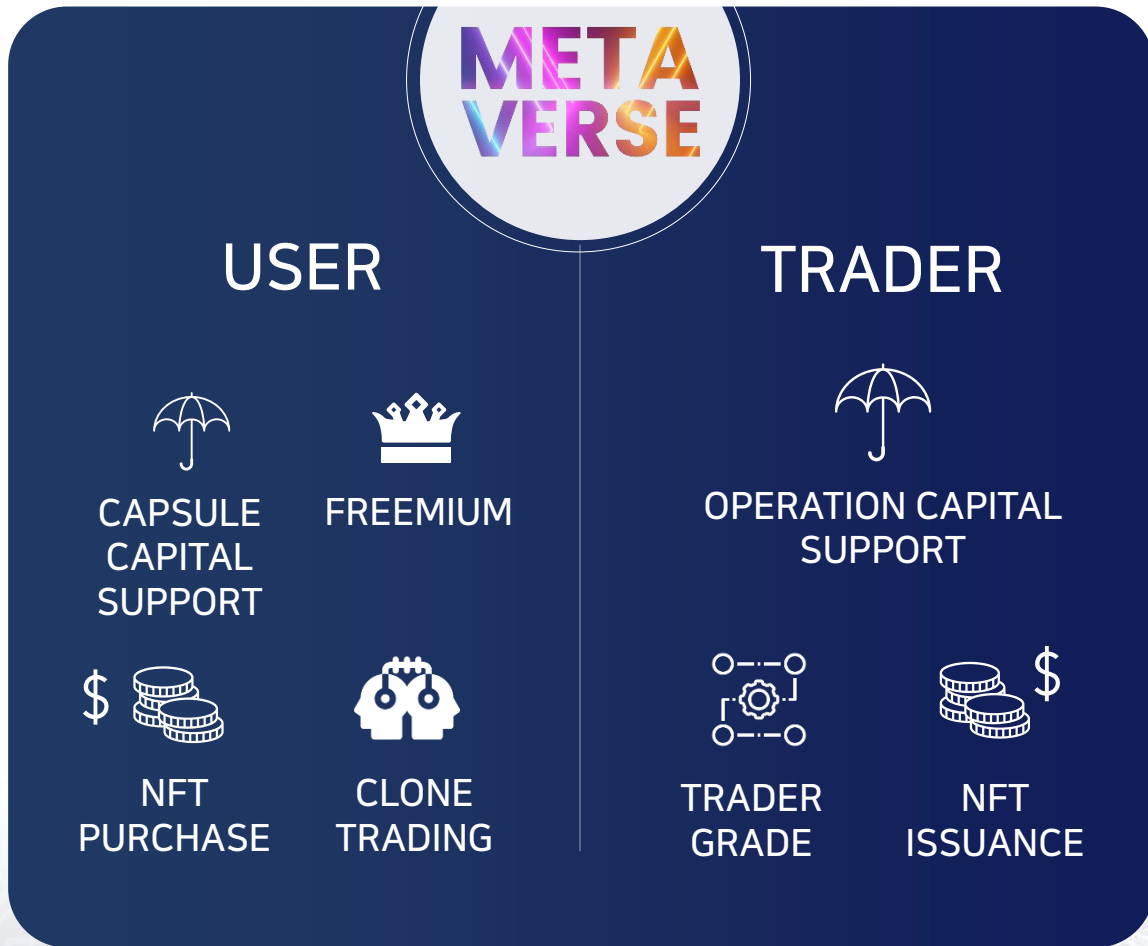 META
VERSE
USER
CAPSULE
CAPITAL
SUPPORT
FREEMIUM
$
NFT
PURCHASE
CLONE
TRADING
TRADER
OPERATION CAPITAL
SUPPORT
TRADER
GRADE
$
NFT
ISSUANCE